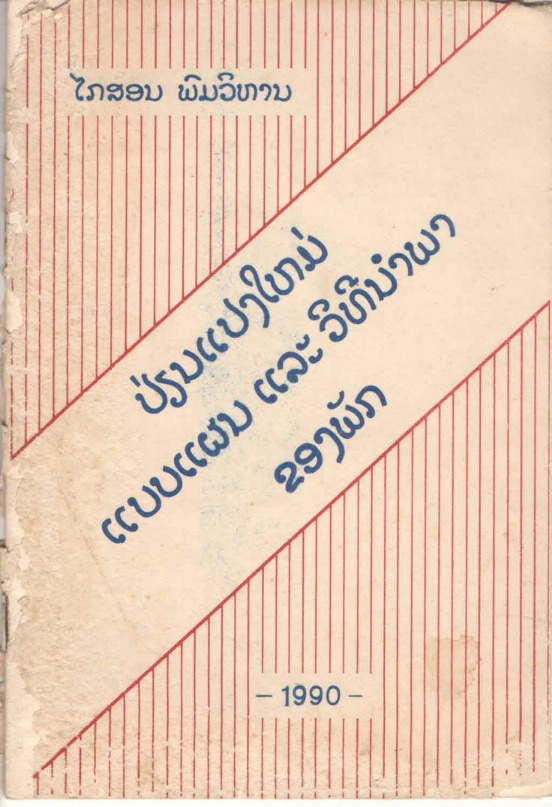 ໄກສອນ ພົມວິຫານ
ປ່ຽນແປງໃຫມ່
ແບບແຜນ ແລະ ວິທີນຳພາ
ຂອງພັກ
– 1990 –